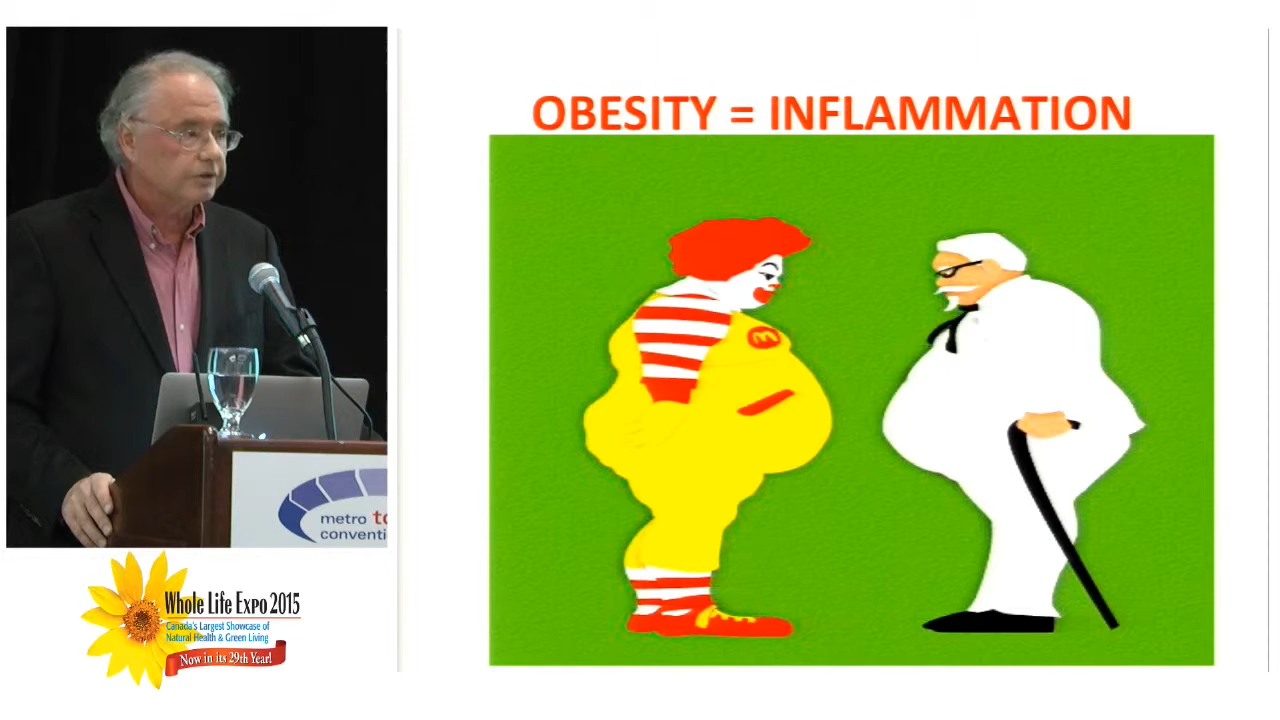 OBESITY = INFLAMMATION
metro to
conventi
Whole Life Expo 2015
Canada's Largest Showcase of
Natural Health & Green Living
Now in its 29th Year!